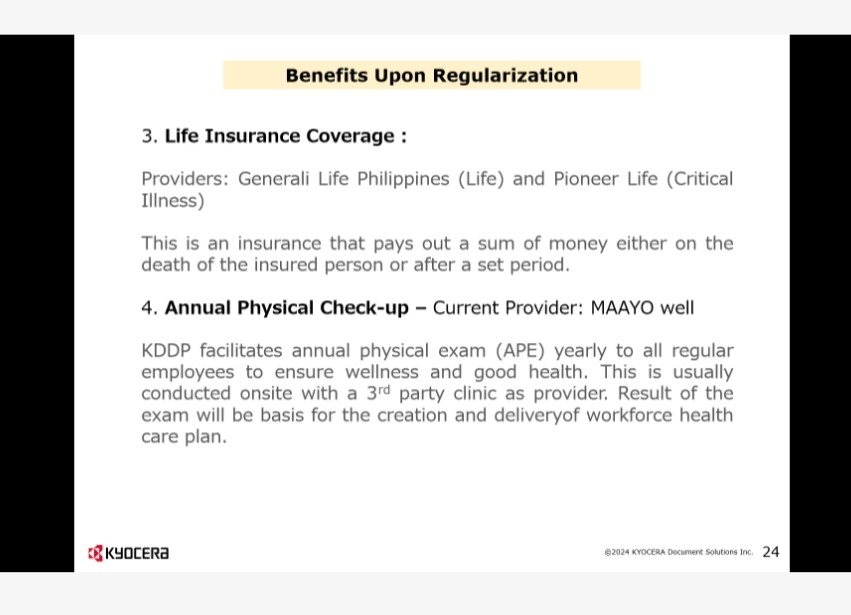 Benefits Upon Regularization
3. Life Insurance Coverage :
Providers: Generali Life Philippines (Life) and Pioneer Life (Critical
Illness)
This is an insurance that pays out a sum of money either on the
death of the insured person or after a set period.
4. Annual Physical Check-up – Current Provider: MAAYO well
KDDP facilitates annual physical exam (APE) yearly to all regular
employees to ensure wellness and good health. This is usually
conducted onsite with a 3rd party clinic as provider. Result of the
exam will be basis for the creation and deliveryof workforce health
care plan.
KYOCERA
©2024 KYOCERA Document Solutions Inc. 24